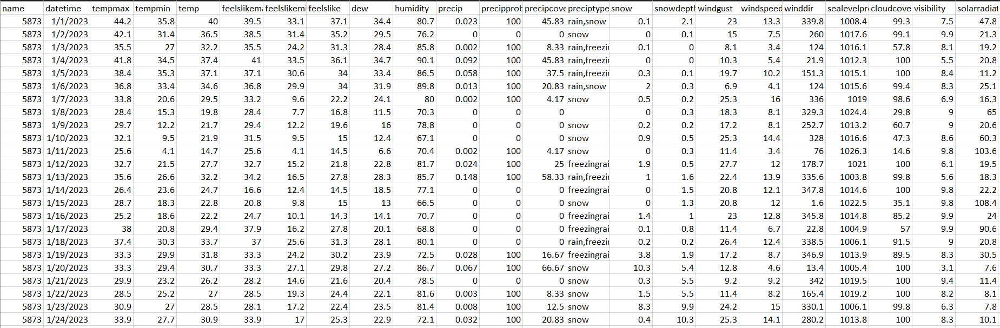 name datetime tempmax tempmin temp feelslikema feelslikemi feelslike dew humidity precip precipprob precipcove preciptype snow snowdepth windgust windspeed winddir sealevelpr cloudcove visibility solarradiat
5873 1/1/2023 44.2 35.8 40 39.5 33.1 37.1 34.4 80.7 0.023 100 45.83 rain,snow 0.1 2.1 23 13.3 339.8 1008.4 99.3 7.5 47.8
5873 1/2/2023 42.1 31.4 36.5 38.5 31.4 35.2 29.5 76.2 0 0 0 snow 0 0.1 15 7.5 260 1017.6 99.1 9.9 21.3
5873 1/3/2023 35.5 27 32.2 35.5 24.2 31.3 28.4 85.8 0.002 100 8.33 rain,freezin 0.1 0 8.1 3.4 124 1016.1 57.8 8.1 19.2
5873 1/4/2023 41.8 34.5 37.4 41 33.5 36.1 34.7 90.1 0.092 100 45.83 rain,freezin 0 0 10.3 5.4 21.9 1012.3 100 5.5 20.8
5873 1/5/2023 38.4 35.3 37.1 37.1 30.6 34 33.4 86.5 0.058 100 37.5 rain,freezin 0.3 0.1 19.7 10.2 151.3 1015.1 100 8.4 11.2
5873 1/6/2023 36.8 33.4 34.6 36.8 29.9 34 31.9 89.8 0.013 100 20.83 rain,snow 2 0.3 6.9 4.1 124 1015.6 99.4 8.3 25.1
5873 1/7/2023 33.8 20.6 29.5 33.2 9.6 22.2 24.1 80 0.002 100 4.17 snow 0.5 0.2 25.3 16 336 1019 98.6 6.9 16.3
5873 1/8/2023 28.4 15.3 19.8 28.4 7.7 16.8 11.5 70.3 0 0 0 0 0.3 18.3 8.1 329.3 1024.4 29.8 9 65
5873 1/9/2023 29.7 12.2 21.7 29.4 12.2 19.6 16 78.8 0 0 0 snow 0.2 0.2 17.2 8.1 252.7 1013.2 60.7 9 20.6
5873 1/10/2023 32.1 9.5 21.9 31.5 9.5 15 12.4 67.1 0 0 0 snow 0.9 0.5 25.3 14.4 328 1016.6 47.3 8.6 60.3
5873 1/11/2023 25.6 4.1 14.7 25.6 4.1 14.5 6.6 70.4 0.002 100 4.17 snow 0 0.3 11.4 3.4 76 1026.3 14.6 9.8 103.6
5873 1/12/2023 32.7 21.5 27.7 32.7 15.2 21.8 22.8 81.7 0.024 100 25 freezingrai 1.9 0.5 27.7 12 178.7 1021 100 6.1 19.5
5873 1/13/2023 35.6 26.6 32.2 34.2 16.5 27.8 28.3 85.7 0.148 100 58.33 rain,freezin 1 1.6 22.4 13.9 335.6 1003.8 99.8 5.6 18.3
5873 1/14/2023 26.4 23.6 24.7 16.6 12.4 14.5 18.5 77.1 0 0 0 freezingrai 0 1.5 20.8 12.1 347.8 1014.6 100 9.8 22.2
5873 1/15/2023 28.7 18.3 22.8 20.8 9.8 15 13 66.5 0 0 0 snow 0 1.3 20.8 12 1.6 1022.5 35.1 9.8 108.4
5873 1/16/2023 25.2 18.6 22.2 24.7 10.1 14.3 14.1 70.7 0 0 0 freezingrai 1.4 1 23 12.8 345.8 1014.8 85.2 9.9 24
5873 1/17/2023 38 20.8 29.4 37.9 16.2 27.8 20.1 68.8 0 0 0 freezingrai 0.1 0.8 11.4 6.7 22.8 1004.9 57 9.9 90.6
5873 1/18/2023 37.4 30.3 33.7 37 25.6 31.3 28.1 80.1 0 0 0 rain,freezin 0.2 0.2 26.4 12.4 338.5 1006.1 91.5 9 20.8
5873 1/19/2023 33.3 29.9 31.8 33.3 24.2 30.2 23.9 72.5 0.028 100 16.67 freezingrai 3.8 1.9 17.2 8.7 346.9 1013.9 89.5 8.3 30.5
5873 1/20/2023 33.3 29.4 30.7 33.3 27.1 29.8 27.2 86.7 0.067 100 66.67 snow 10.3 5.4 12.8 4.6 13.4 1005.4 100 3.1 7.6
5873 1/21/2023 29.9 23.2 26.2 28.2 14.6 21.6 20.4 78.5 0 0 0 snow 0.3 5.5 9.2 9.2 342 1019.5 100 9.4 11.4
5873 1/22/2023 28.5 25.2 27 28.5 19.3 24.4 22.1 81.6 0.003 100 8.33 snow 1.5 5.5 11.4 8.2 165.4 1019.2 100 8.2 8.1
5873 1/23/2023 30.9 27 28.5 28.1 17.2 22.4 23.5 81.4 0.008 100 12.5 snow 8.3 9.9 24.2 15 330.1 1006.1 99.8 6.3 7.8
5873 1/24/2023 33.9 27.7 30.9 33.9 17 25.3 22.9 72.1 0.032 100 20.83 snow 0.4 10.3 25.3 14.1 280.2 1013.8 100 8.3 10.1